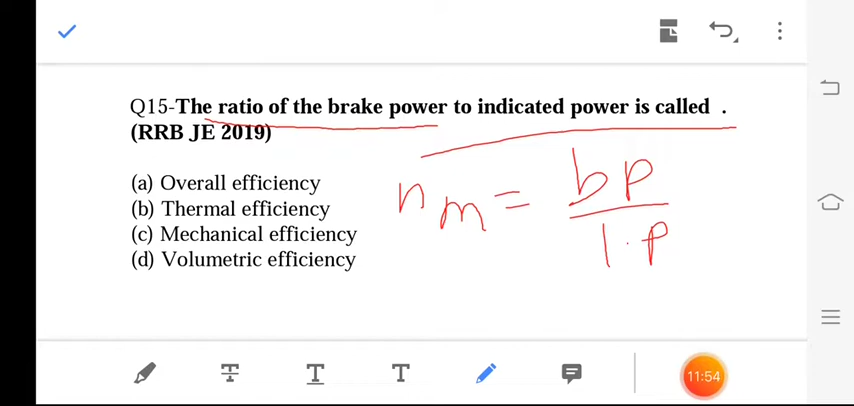 Q15-The ratio of the brake power to indicated power is called .
(RRB JE 2019)
(a) Overall efficiency
(b) Thermal efficiency
(c) Mechanical efficiency
(d) Volumetric efficiency
nm = bp
I.P
T
T
T
11:54